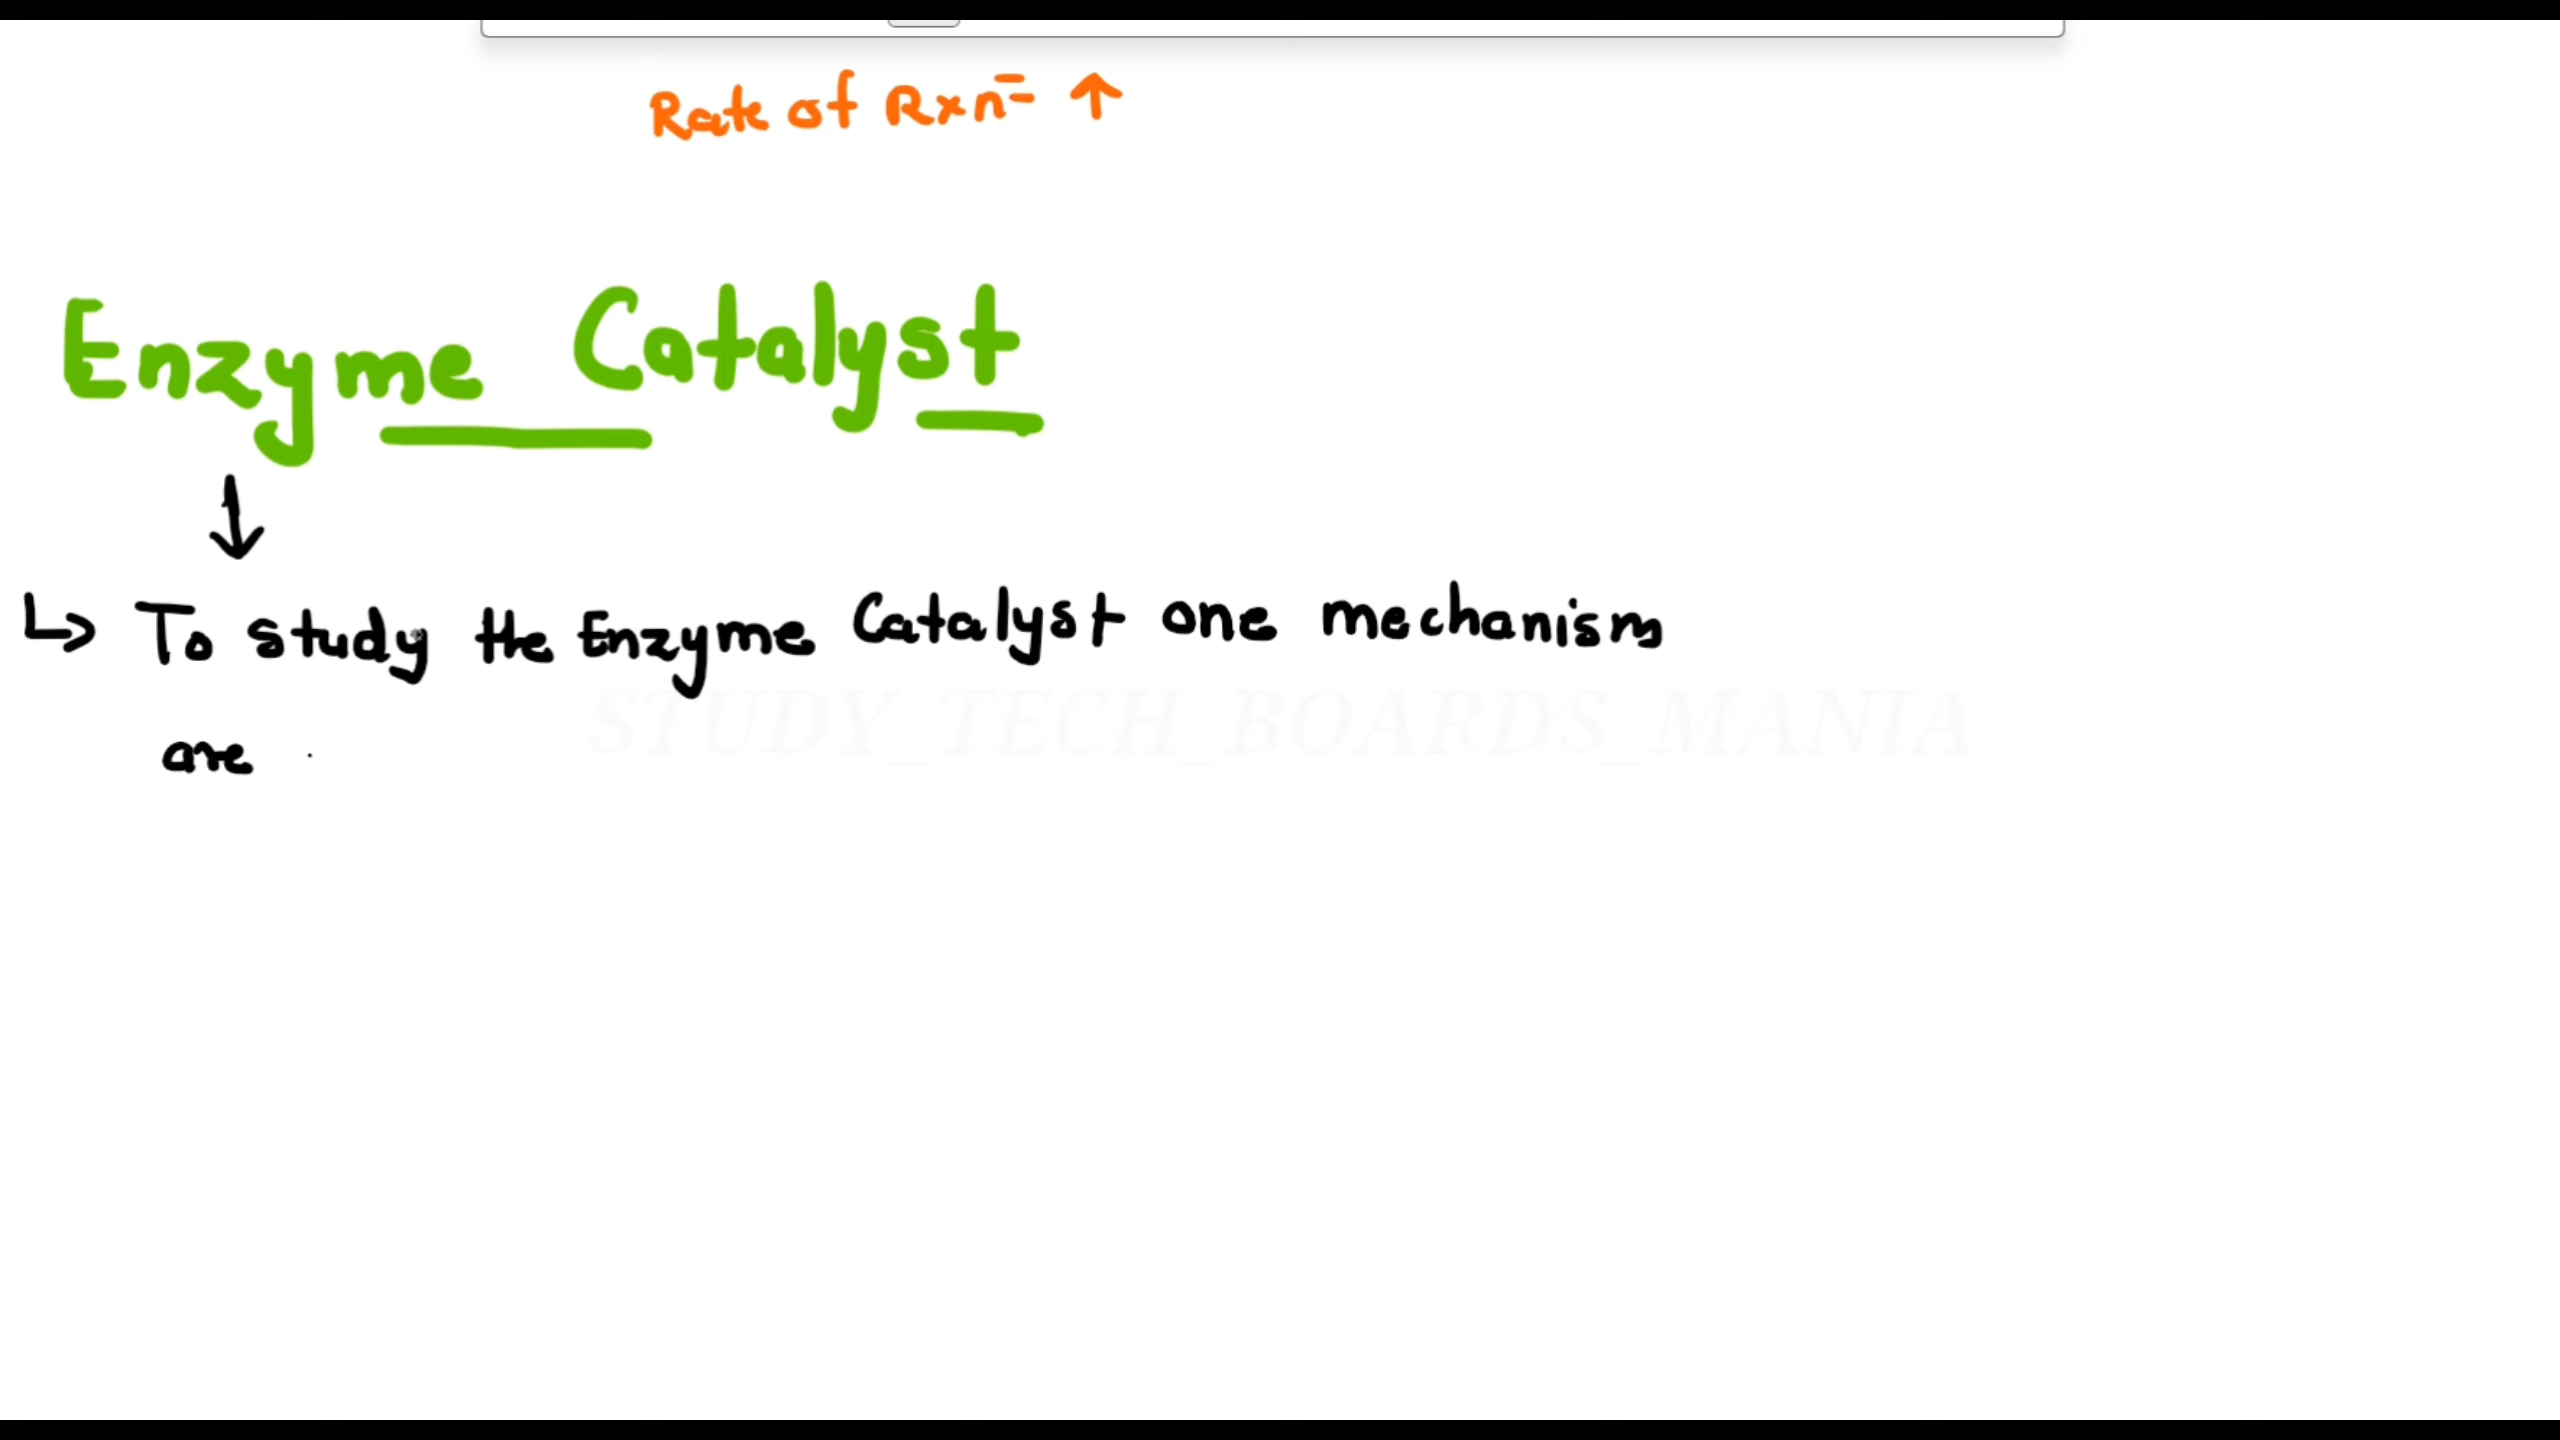 Rate of Rxn ↑
Enzyme Catalyst
↓
↳ To study the Enzyme Catalyst one mechanism
STUDY_TECH_BOARDS_MANIA
are